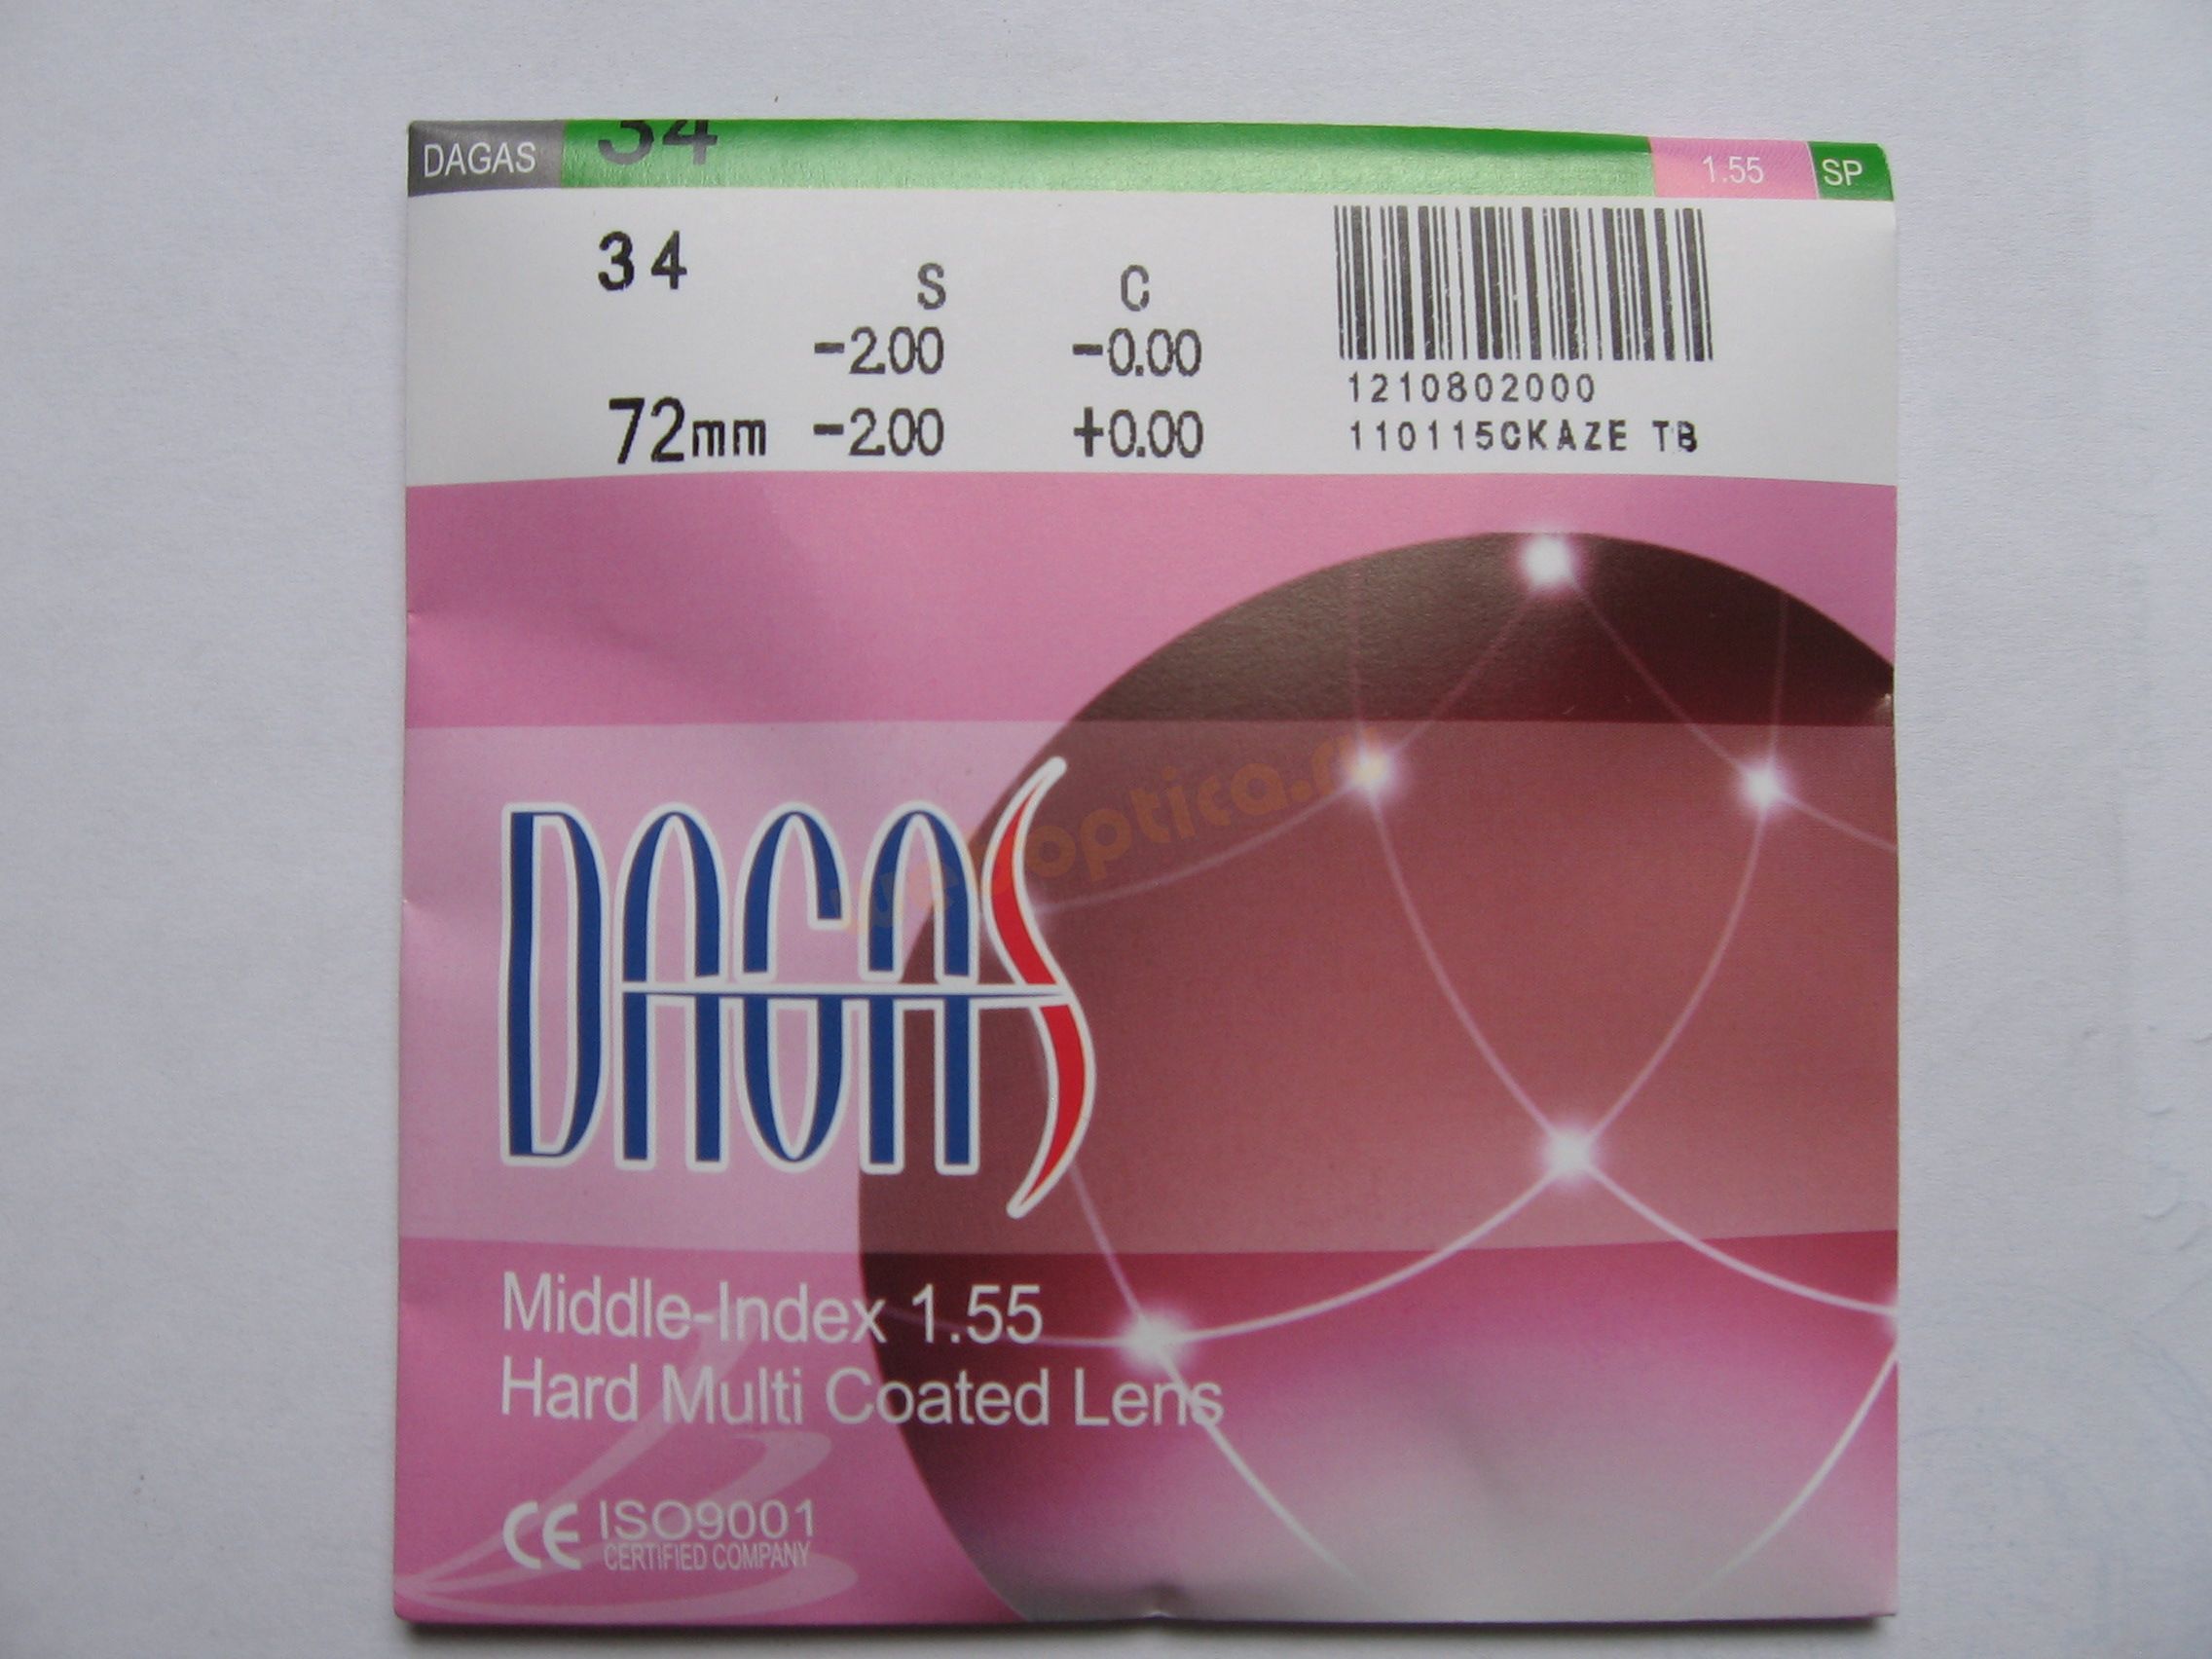 DAGAS 34 1.55 SP
34 S C
-2.00 -0.00
72mm -2.00 +0.00
1210802000
110115CKAZE TB
DAGAS
Middle-Index 1.55
Hard Multi Coated Lens
CE ISO9001
CERTIFIED COMPANY